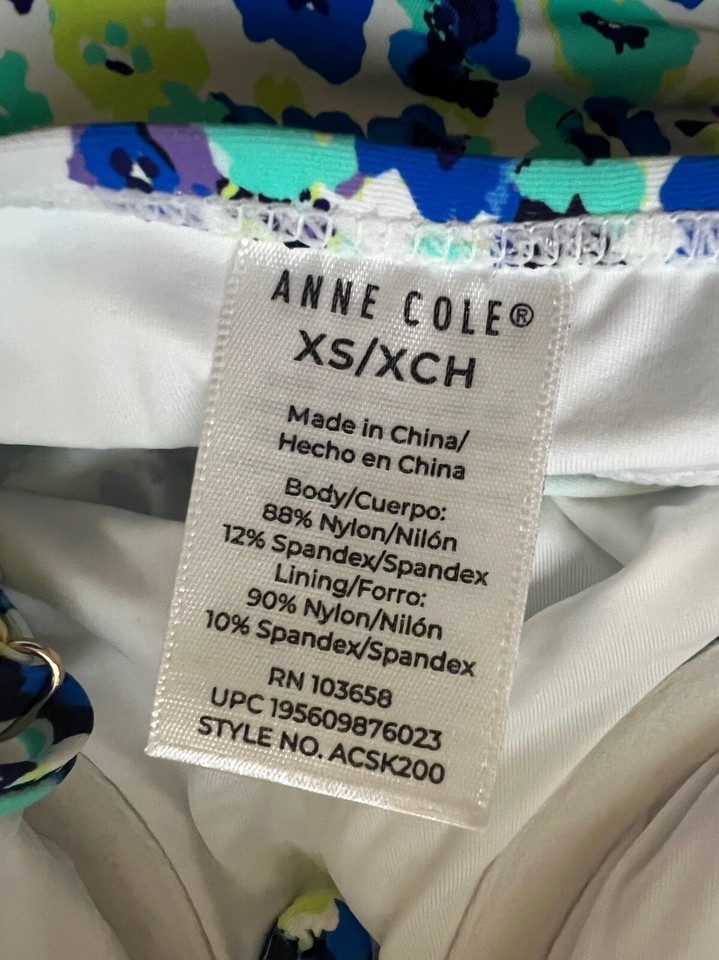 ANNE COLE®
XS/XCH
Made in China/
Hecho en China
Body/Cuerpo:
88% Nylon/Nilón
12% Spandex/Spandex
Lining/Forro:
90% Nylon/Nilón
10% Spandex/Spandex
RN 103658
UPC 195609876023
STYLE NO. ACSK200